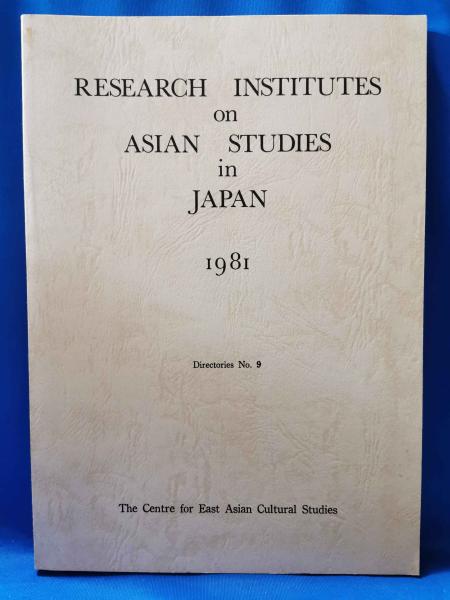 RESEARCH INSTITUTES
on
ASIAN STUDIES
in
JAPAN
1981
Directories No. 9
The Centre for East Asian Cultural Studies